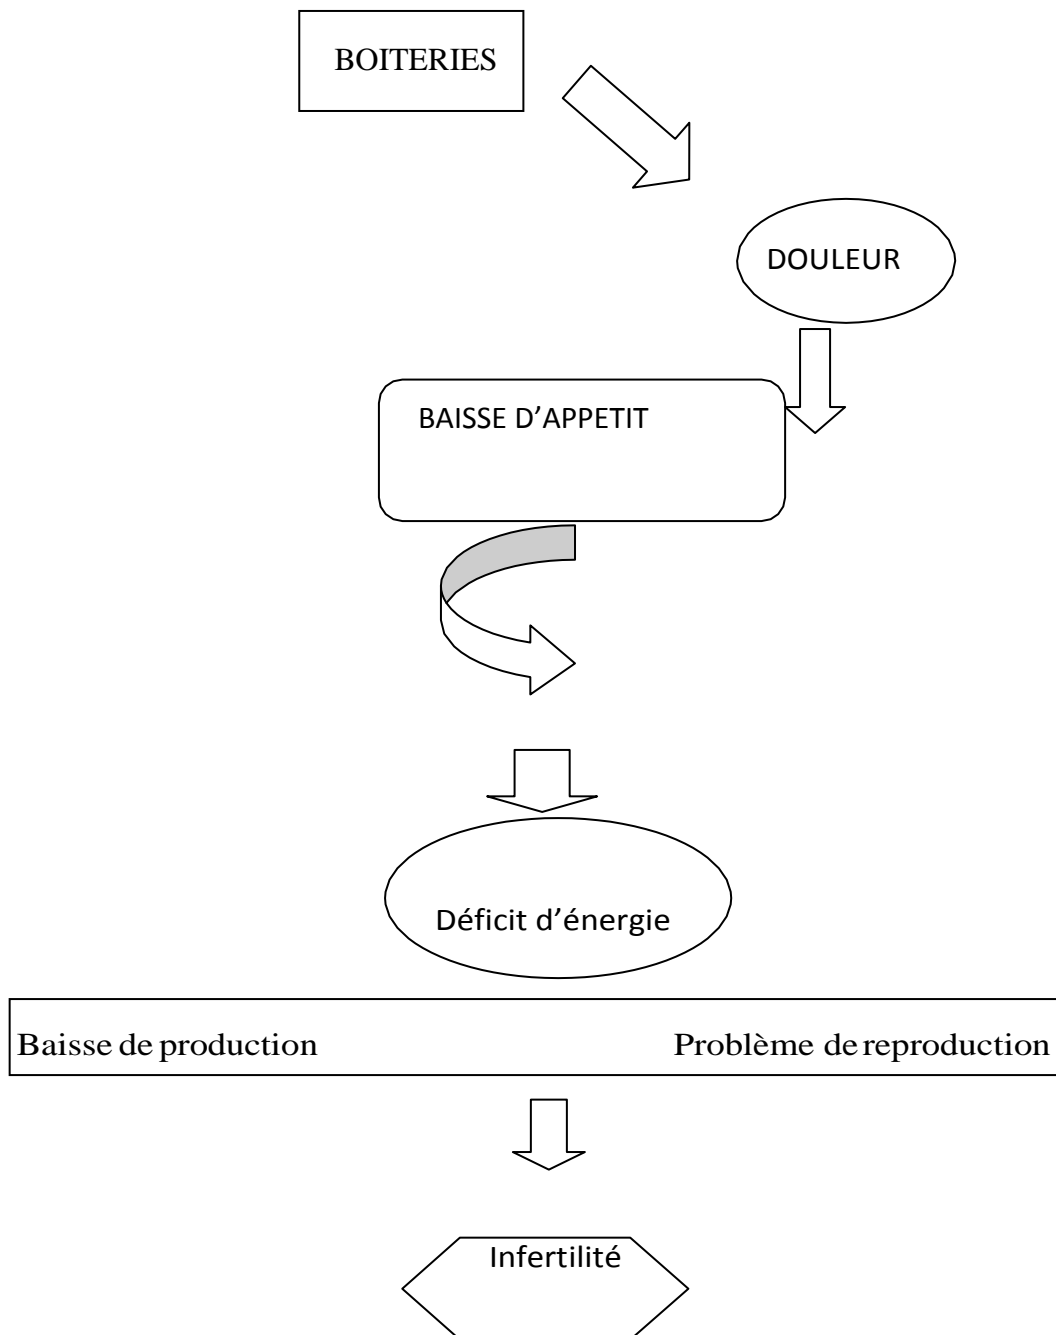 BOITERIES
DOULEUR
BAISSE D’APPETIT
Déficit d’énergie
Baisse de production Problème de reproduction
Infertilité